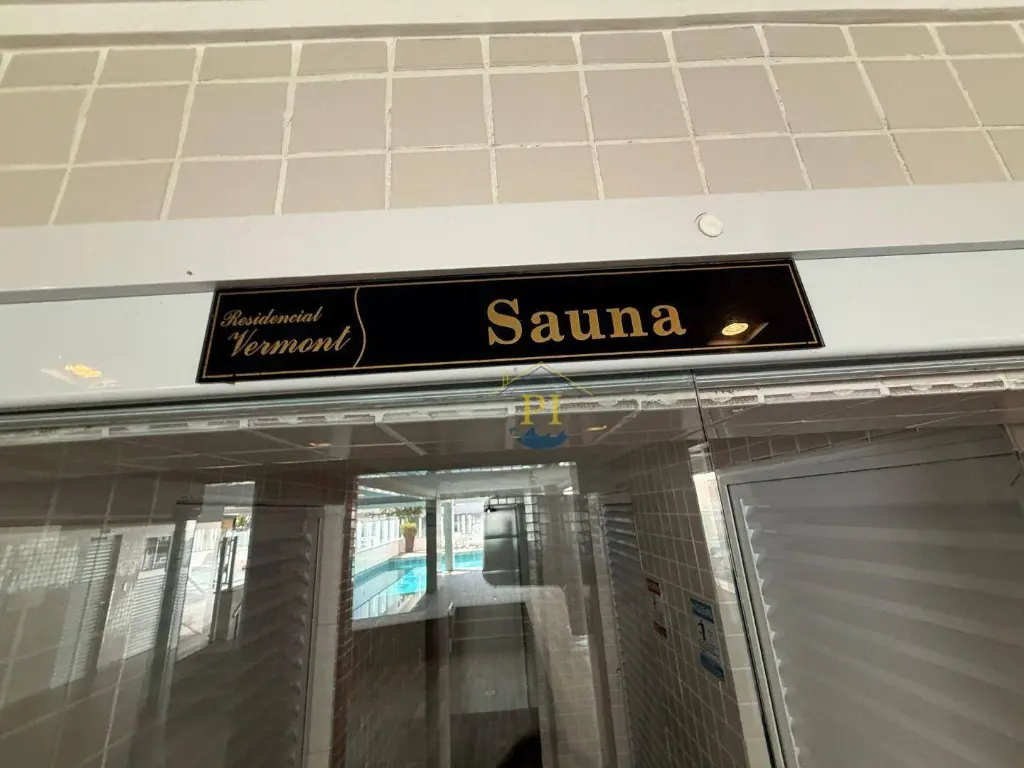 Residencial
Vermont
Sauna
PI